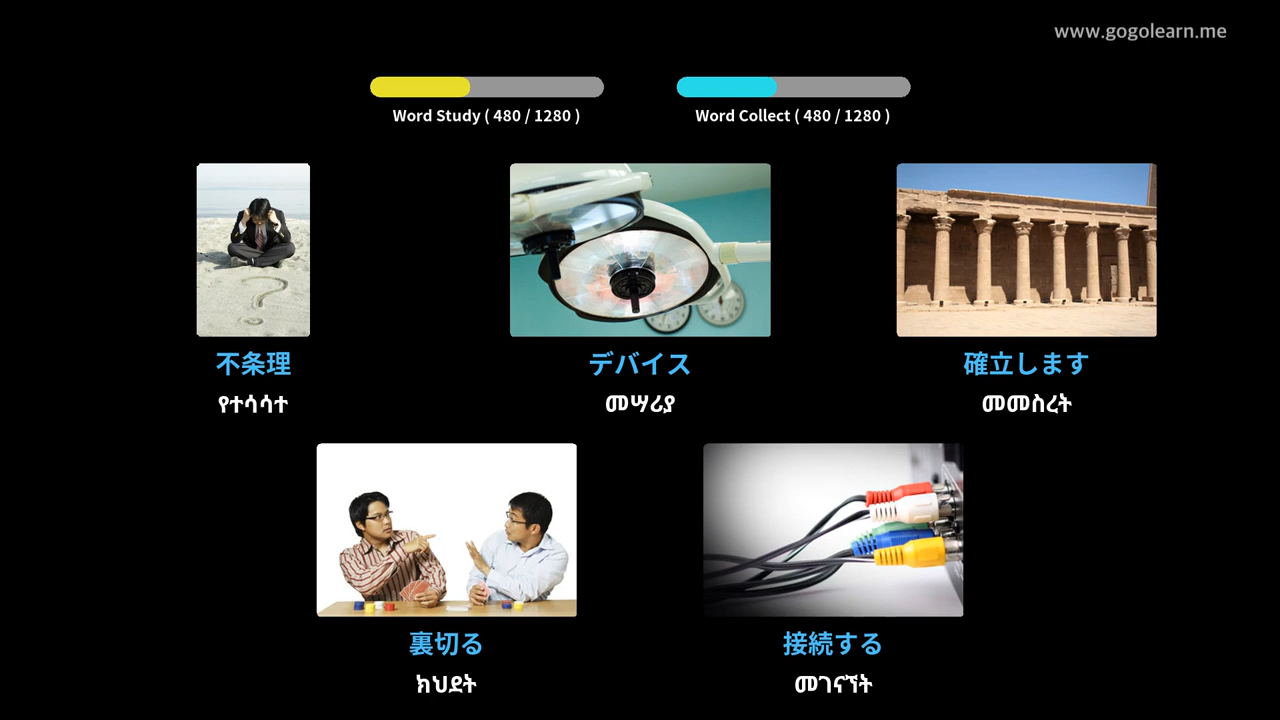 www.gogolearn.me
Word Study ( 480 / 1280 )
Word Collect ( 480 / 1280 )
不条理
የተሳሳተ
デバイス
መሣሪያ
確立します
መመስረት
裏切る
ክህደት
接続する
መገናኘት